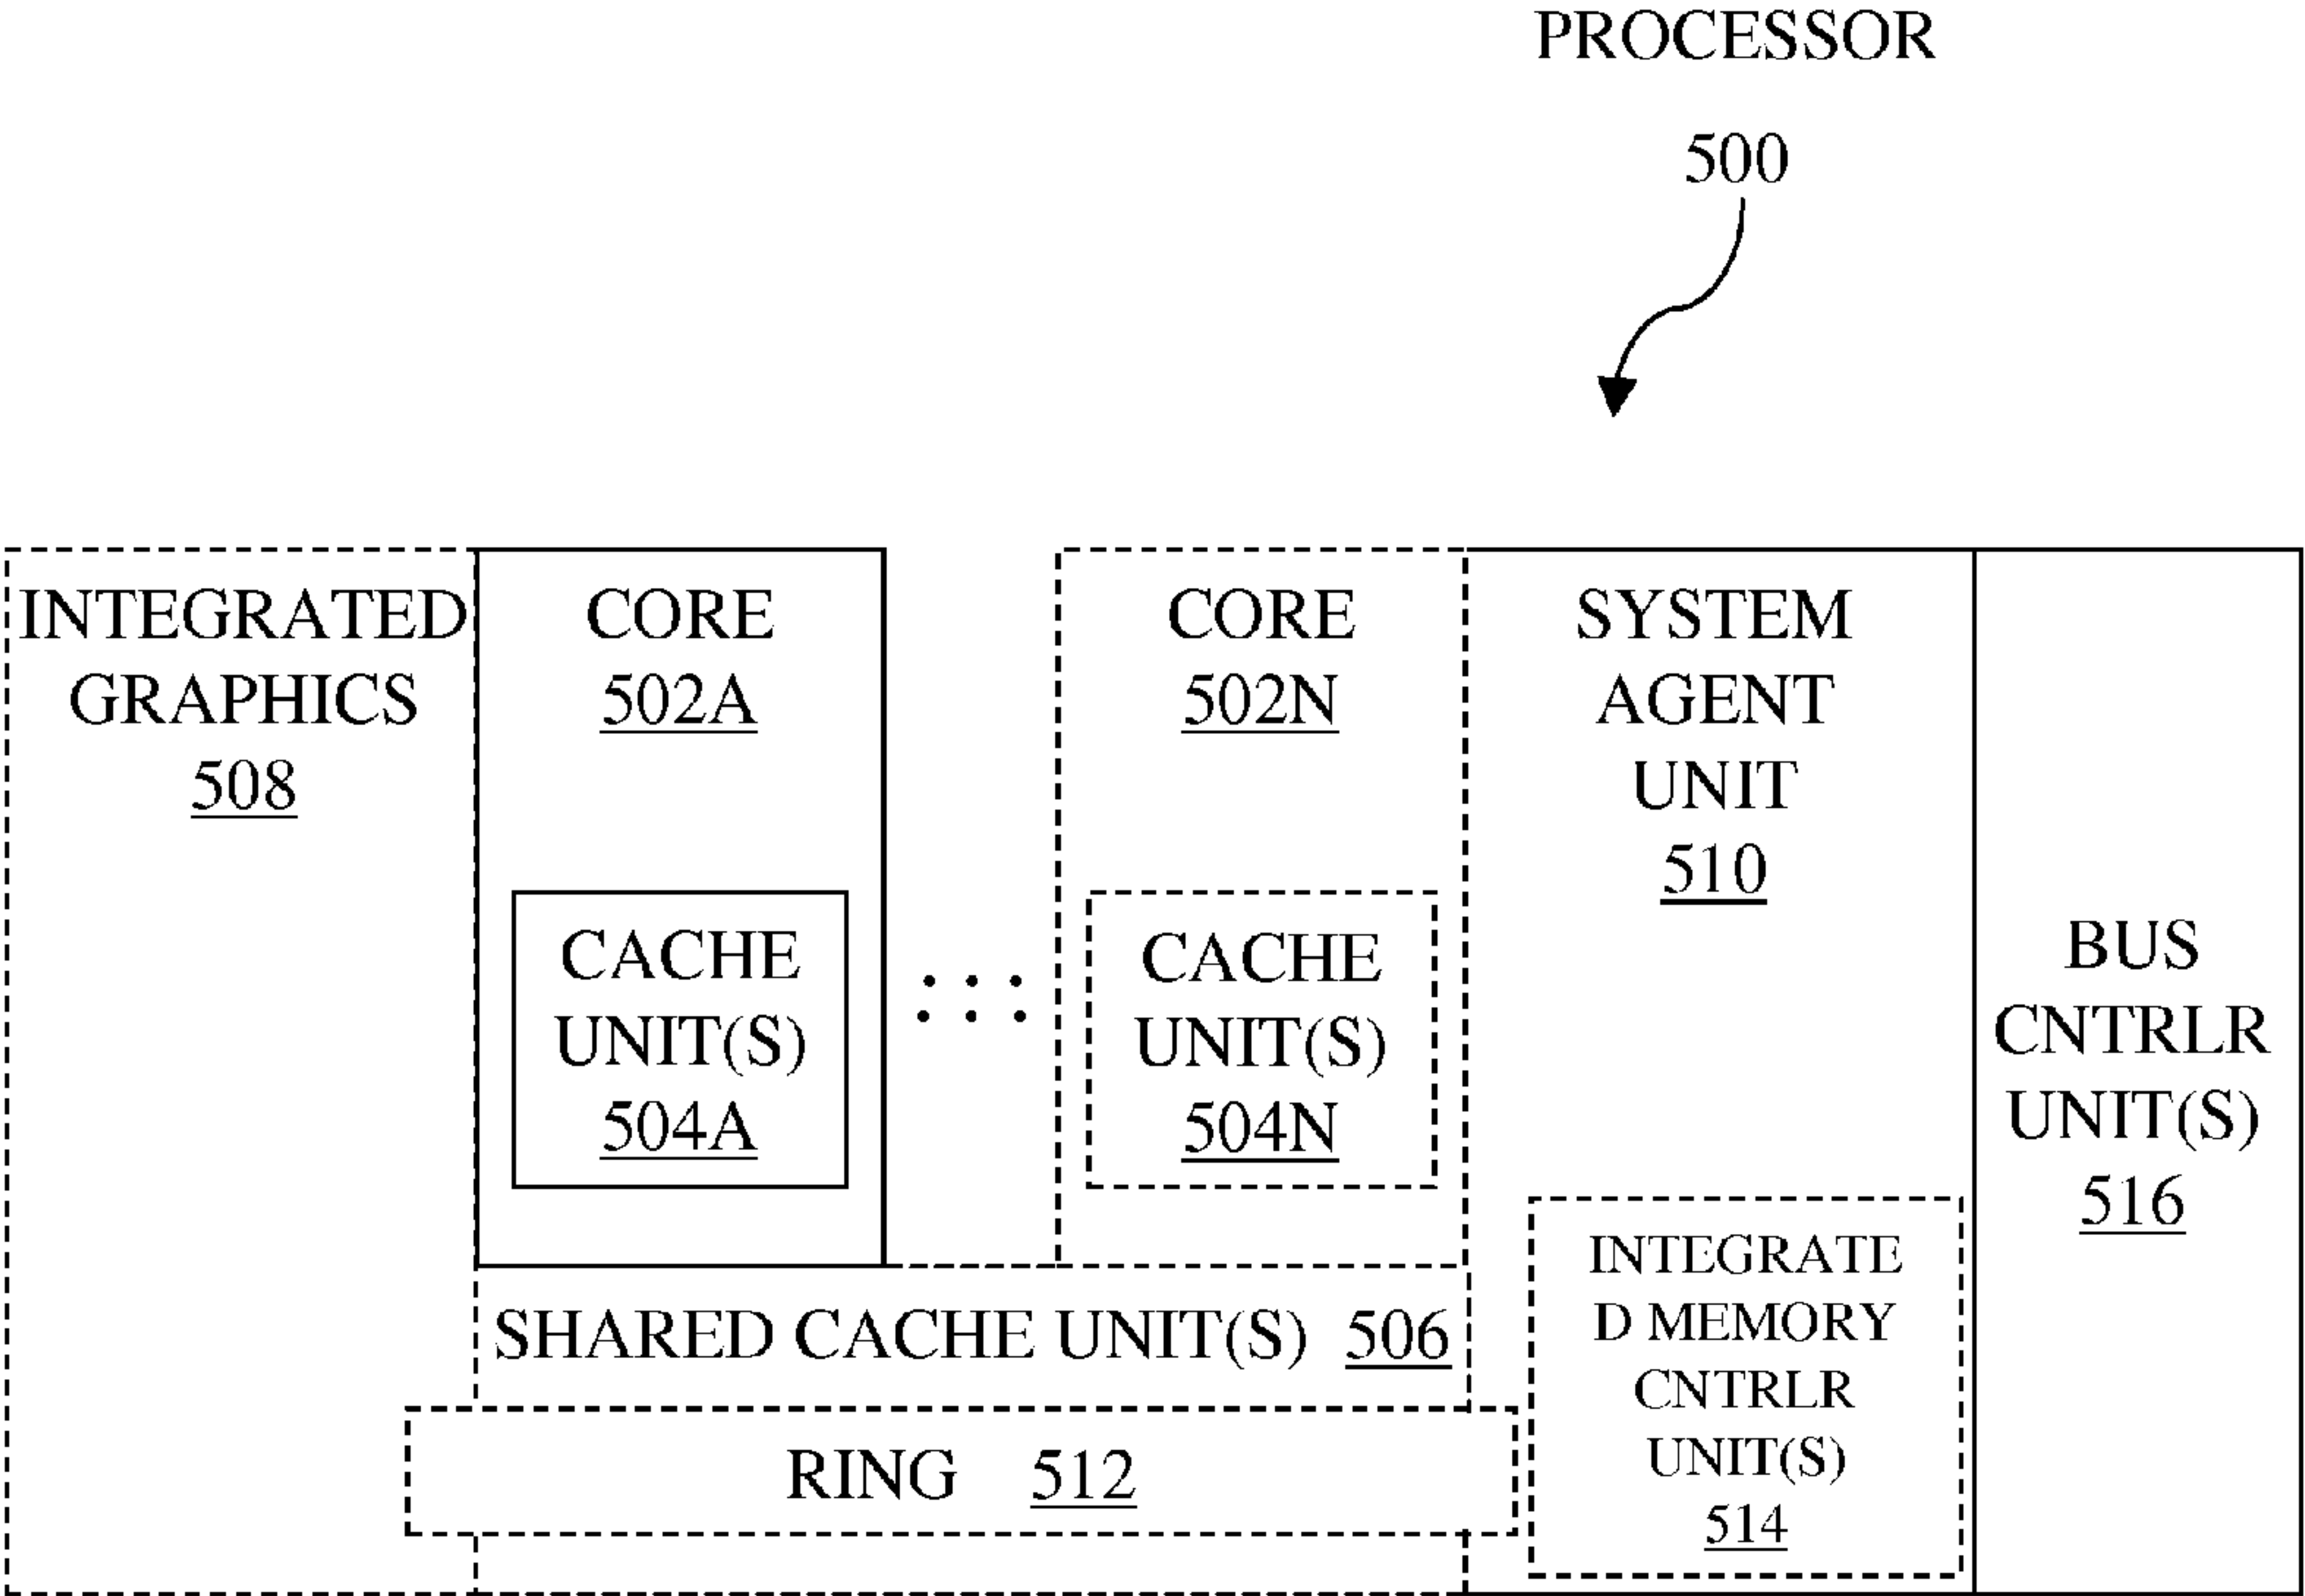 PROCESSOR
500
INTEGRATED
GRAPHICS
508
CORE
502A
CACHE
UNIT(S)
504A
CORE
502N
CACHE
UNIT(S)
504N
SYSTEM
AGENT
UNIT
510
BUS
CNTRLR
UNIT(S)
516
INTEGRATE
D MEMORY
CNTRLR
UNIT(S)
514
SHARED CACHE UNIT(S) 506
RING 512